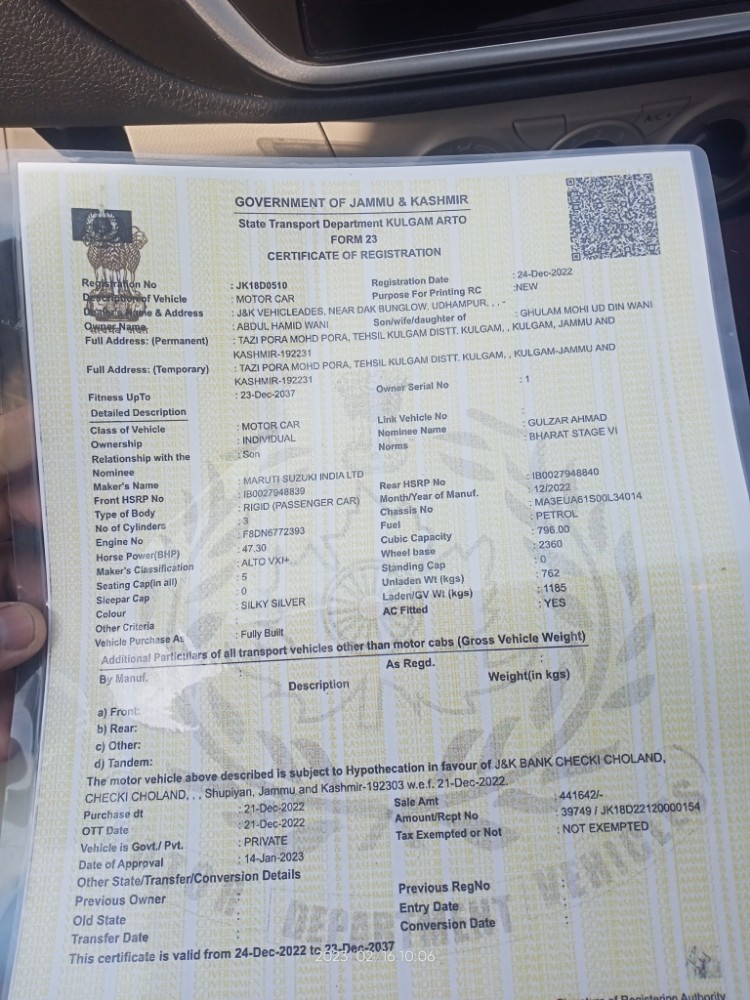 GOVERNMENT OF JAMMU & KASHMIR
State Transport Department KULGAM ARTO
FORM 23
CERTIFICATE OF REGISTRATION
Registration No : JK18D0510 Registration Date : 24-Dec-2022
Description of Vehicle : MOTOR CAR Purpose For Printing RC :NEW
Name & Address : J&K VEHICLEADES, NEAR DAK BUNGLOW, UDHAMPUR, , , -
Owner Name : ABDUL HAMID WANI Son/wife/daughter of : GHULAM MOHI UD DIN WANI
Full Address: (Permanent) : TAZI PORA MOHD PORA, TEHSIL KULGAM DISTT. KULGAM, , KULGAM, JAMMU AND
KASHMIR-192231
Full Address: (Temporary) : TAZI PORA MOHD PORA, TEHSIL KULGAM DISTT. KULGAM, , KULGAM-JAMMU AND
KASHMIR-192231
Fitness UpTo : 23-Dec-2037 Owner Serial No : 1
Detailed Description
Class of Vehicle : MOTOR CAR Link Vehicle No :
Ownership : INDIVIDUAL Nominee Name : GULZAR AHMAD
Relationship with the : Son Norms : BHARAT STAGE VI
Nominee
Maker's Name : MARUTI SUZUKI INDIA LTD
Front HSRP No : IB0027948839 Rear HSRP No : IB0027948840
Type of Body : RIGID (PASSENGER CAR) Month/Year of Manuf. : 12/2022
No of Cylinders : 3 Chassis No : MA3EUA61S00L34014
Engine No : F8DN6772393 Fuel : PETROL
Horse Power(BHP) : 47.30 Cubic Capacity : 796.00
Maker's Classification : ALTO VXI+ Wheel base : 2360
Seating Cap(in all) : 5 Standing Cap : 0
Sleepar Cap : 0 Unladen Wt (kgs) : 762
Colour : SILKY SILVER Laden/GV Wt (kgs) : 1185
Other Criteria AC Fitted : YES
Vehicle Purchase As : Fully Built
Additional Particulars of all transport vehicles other than motor cabs (Gross Vehicle Weight)
By Manuf. : As Regd. :
Description Weight(in kgs)
a) Front:
b) Rear:
c) Other:
d) Tandem:
The motor vehicle above described is subject to Hypothecation in favour of J&K BANK CHECKI CHOLAND,
CHECKI CHOLAND, , , Shupiyan, Jammu and Kashmir-192303 w.e.f. 21-Dec-2022.
Purchase dt : 21-Dec-2022 Sale Amt : 441642/-
OTT Date : 21-Dec-2022 Amount/Rcpt No : 39749 / JK18D22120000154
Vehicle is Govt./ Pvt. : PRIVATE Tax Exempted or Not : NOT EXEMPTED
Date of Approval : 14-Jan-2023
Other State/Transfer/Conversion Details
Previous Owner : Previous RegNo :
Old State : Entry Date :
Transfer Date : Conversion Date :
This certificate is valid from 24-Dec-2022 to 23-Dec-2037
2023 02 16 10:06
DEPARTMENT VEHICLES
A/C